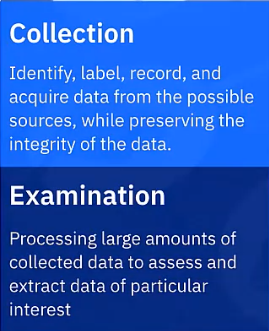 Collection
Identify, label, record, and
acquire data from the possible
sources, while preserving the
integrity of the data.
Examination
Processing large amounts of
collected data to assess and
extract data of particular
interest